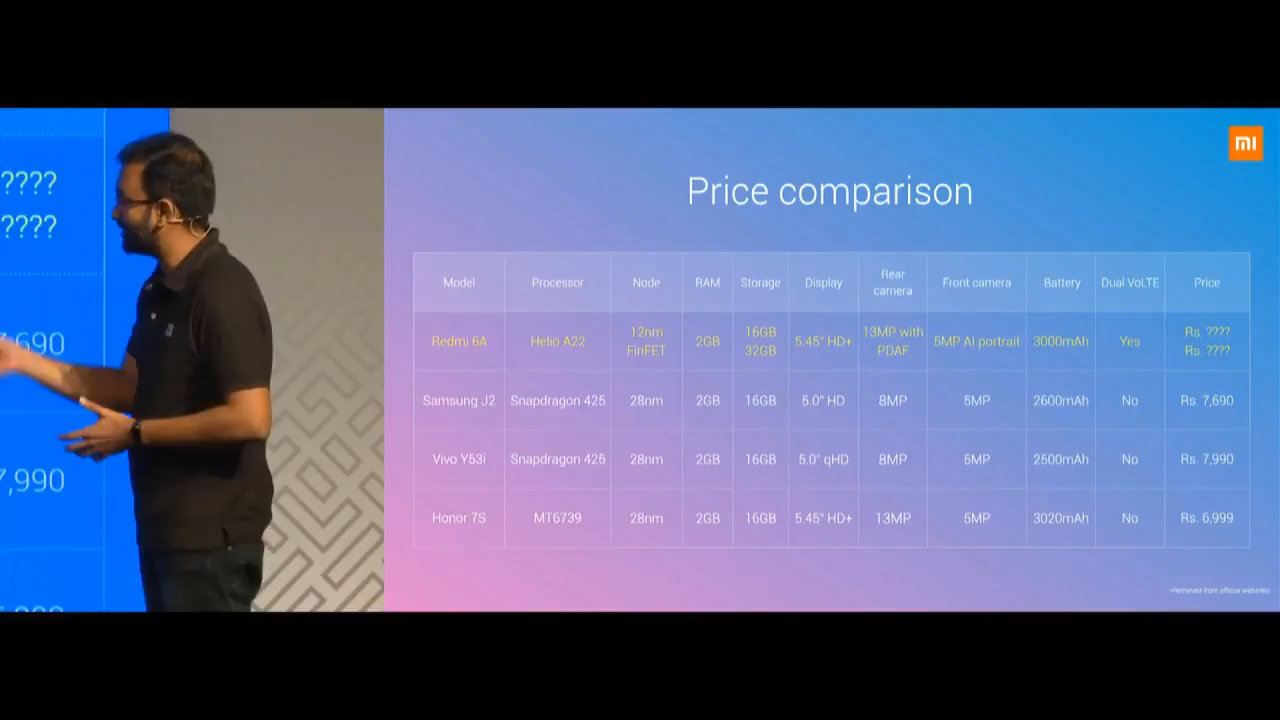 ????
????
,690
7,990
mi
Price comparison
Model Processor Node RAM Storage Display Rear camera Front camera Battery Dual VoLTE Price
Redmi 6A Helio A22 12nm FinFET 2GB 16GB 32GB 5.45" HD+ 13MP with PDAF 5MP AI portrait 3000mAh Yes Rs. ???? Rs. ????
Samsung J2 Snapdragon 425 28nm 2GB 16GB 5.0" HD 8MP 5MP 2600mAh No Rs. 7,690
Vivo Y53i Snapdragon 425 28nm 2GB 16GB 5.0" qHD 8MP 5MP 2500mAh No Rs. 7,990
Honor 7S MT6739 28nm 2GB 16GB 5.45" HD+ 13MP 5MP 3020mAh No Rs. 6,999
*Retrieved from official websites